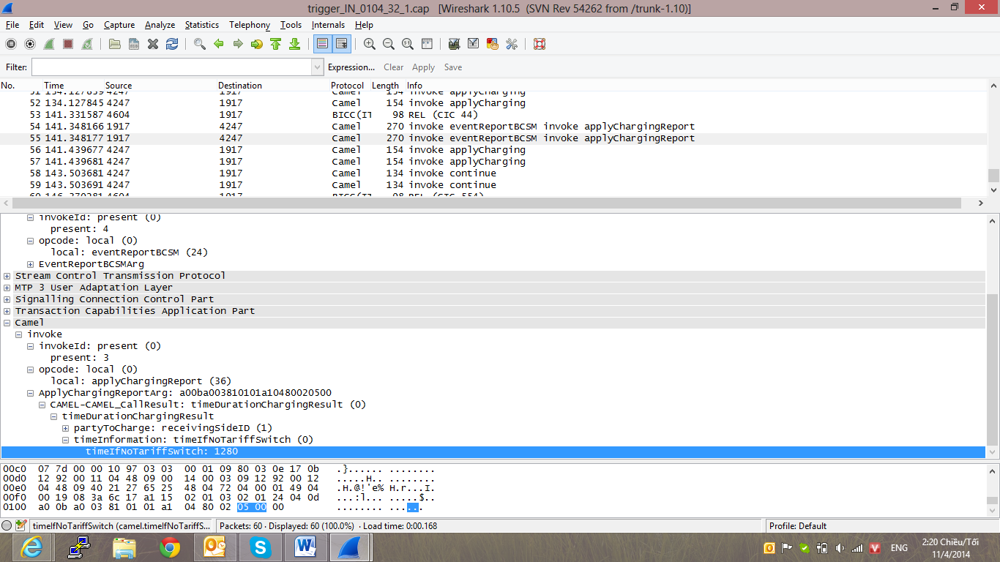 trigger_IN_0104_32_1.cap [Wireshark 1.10.5 (SVN Rev 54262 from /trunk-1.10)]
File Edit View Go Capture Analyze Statistics Telephony Tools Internals Help
Filter: Expression... Clear Apply Save
No. Time Source Destination Protocol Length Info
51 134.127839 4247 1917 Camel 154 invoke applyCharging
52 134.127845 4247 1917 Camel 154 invoke applyCharging
53 141.331587 4604 1917 BICC(IT 98 REL (CIC 44)
54 141.348166 1917 4247 Camel 270 invoke eventReportBCSM invoke applyChargingReport
55 141.348177 1917 4247 Camel 270 invoke eventReportBCSM invoke applyChargingReport
56 141.439677 4247 1917 Camel 154 invoke applyCharging
57 141.439681 4247 1917 Camel 154 invoke applyCharging
58 143.503681 4247 1917 Camel 134 invoke continue
59 143.503691 4247 1917 Camel 134 invoke continue
60 146.370281 4604 1917 BICC(IT 98 REL (CIC 554)
invokeId: present (0)
present: 4
opcode: local (0)
local: eventReportBCSM (24)
EventReportBCSMArg
Stream Control Transmission Protocol
MTP 3 User Adaptation Layer
Signalling Connection Control Part
Transaction Capabilities Application Part
Camel
invoke
invokeId: present (0)
present: 3
opcode: local (0)
local: applyChargingReport (36)
ApplyChargingReportArg: a00ba003810101a10480020500
CAMEL-CAMEL_CallResult: timeDurationChargingResult (0)
timeDurationChargingResult
partyToCharge: receivingSideID (1)
timeInformation: timeIfNoTariffSwitch (0)
timeIfNoTariffSwitch: 1280
00c0 07 7d 00 00 10 97 03 03 00 01 09 80 03 0e 17 0b .}...... ........
00d0 12 92 00 11 04 48 09 00 14 00 03 09 12 92 00 12 .....H.. ........
00e0 04 48 09 40 21 27 65 25 48 04 72 04 00 01 49 04 .H.@!'e% H.r...I.
00f0 00 19 08 3a 6c 17 a1 15 02 01 03 02 01 24 04 0d ...:l... .....$..
0100 a0 0b a0 03 81 01 01 a1 04 80 02 05 00 00 ........ ......
timeIfNoTariffSwitch (camel.timeIfNoTariffS... Packets: 60 · Displayed: 60 (100.0%) · Load time: 0:00.168 Profile: Default
ENG 2:20 Chiều/Tối
11/4/2014